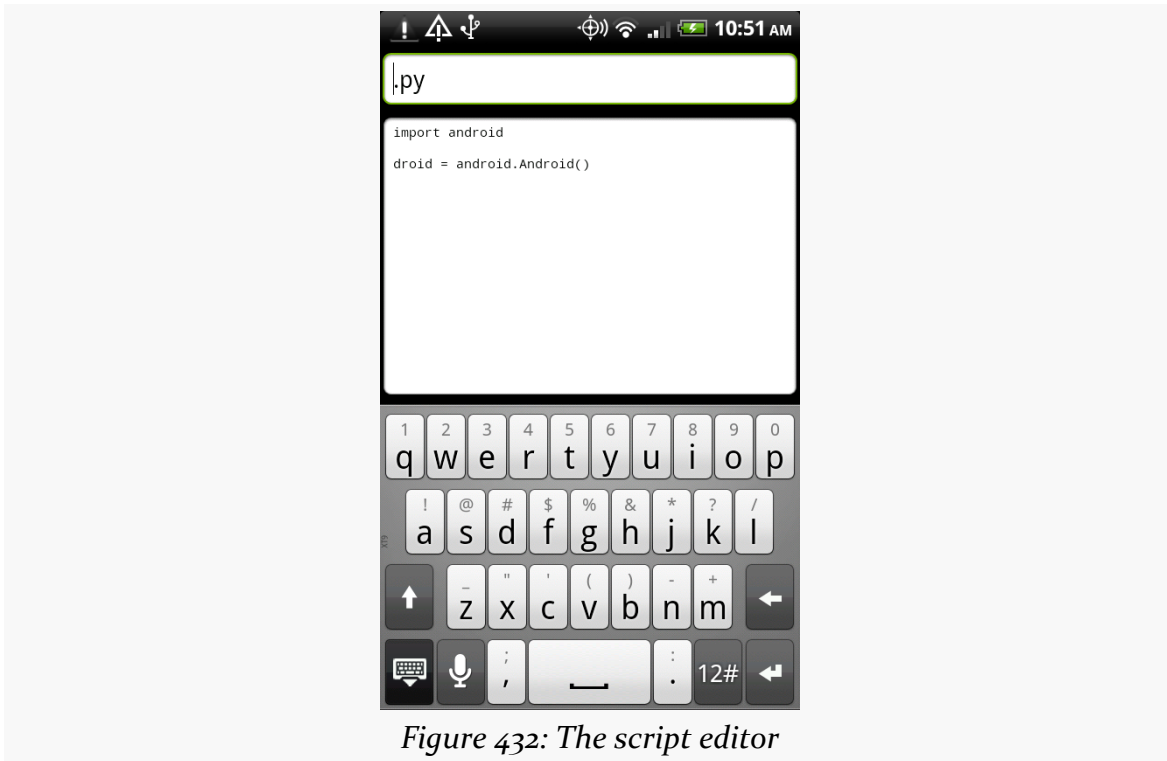 10:51 AM
.py
import android
droid = android.Android()
1 2 3 4 5 6 7 8 9 0
q w e r t y u i o p
! @ # $ % & * ? /
a s d f g h j k l
XT9
_ " ' ( ) - +
z x c v b n m
; :
, . 12#
Figure 432: The script editor